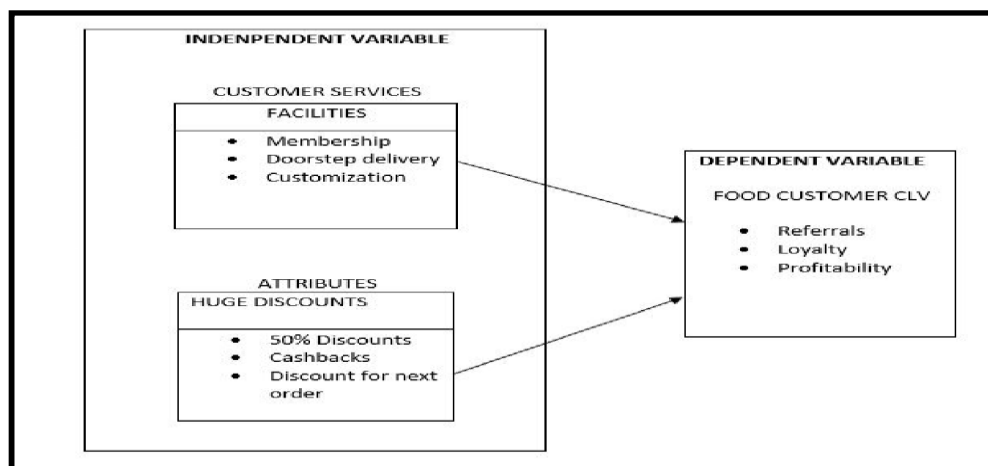 INDENPENDENT VARIABLE
CUSTOMER SERVICES
FACILITIES
• Membership
• Doorstep delivery
• Customization
ATTRIBUTES
HUGE DISCOUNTS
• 50% Discounts
• Cashbacks
• Discount for next
order
DEPENDENT VARIABLE
FOOD CUSTOMER CLV
• Referrals
• Loyalty
• Profitability